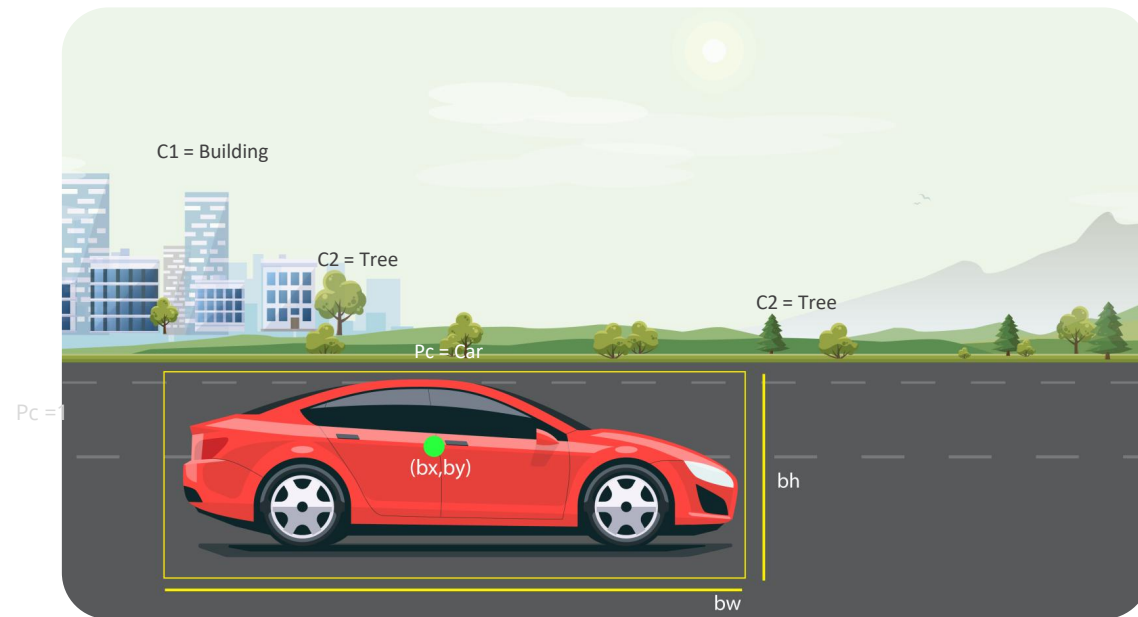 C1 = Building
C2 = Tree
C2 = Tree
Pc = Car
Pc =1
(bx,by)
bh
bw